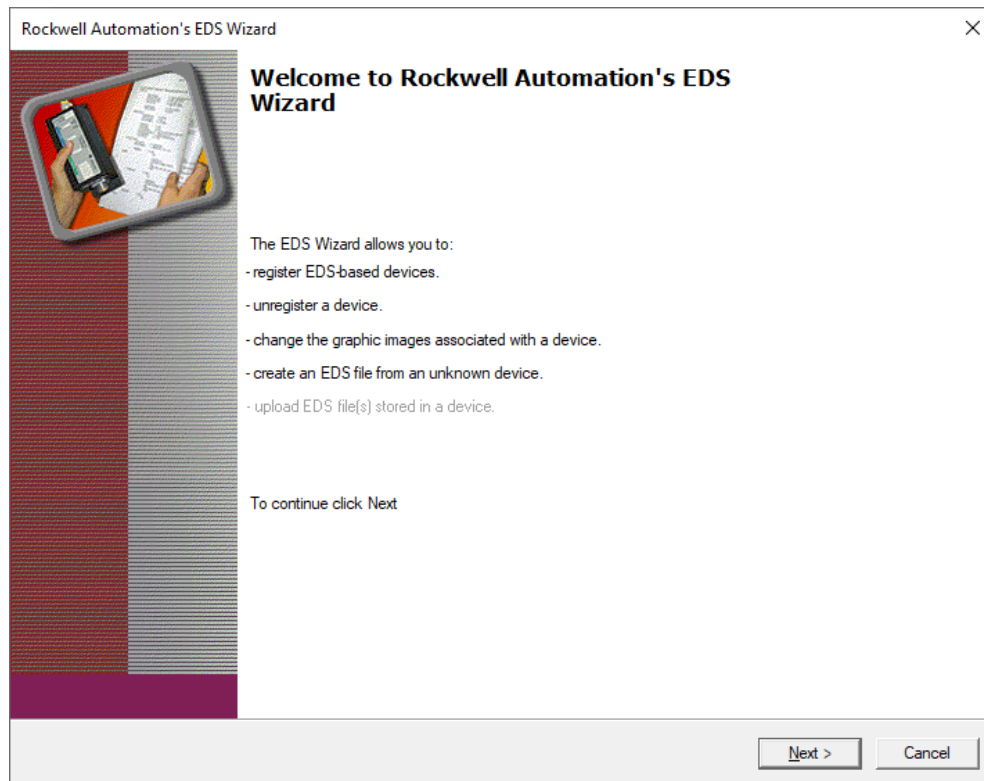 Rockwell Automation's EDS Wizard
Welcome to Rockwell Automation's EDS
Wizard
The EDS Wizard allows you to:
- register EDS-based devices.
- unregister a device.
- change the graphic images associated with a device.
- create an EDS file from an unknown device.
- upload EDS file(s) stored in a device.
To continue click Next
Next >
Cancel